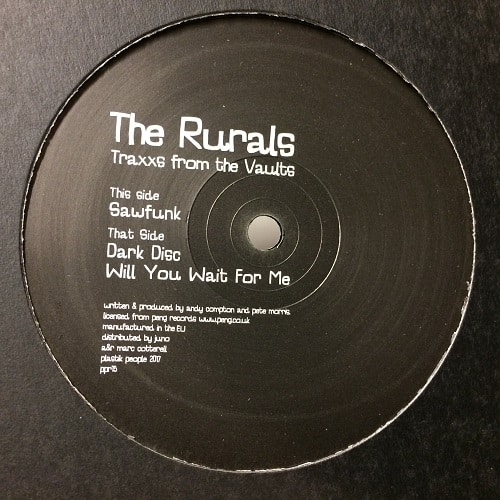 The Rurals
Traxxs from the Vaults
This side
Sawfunk
That Side
Dark Disc
Will You Wait For Me
written & produced by andy compton and pete morris.
licensed from peng records www.peng.co.uk
manufactured in the EU
distributed by juno
a&r marc cotterell
plastik people 2017
ppr15